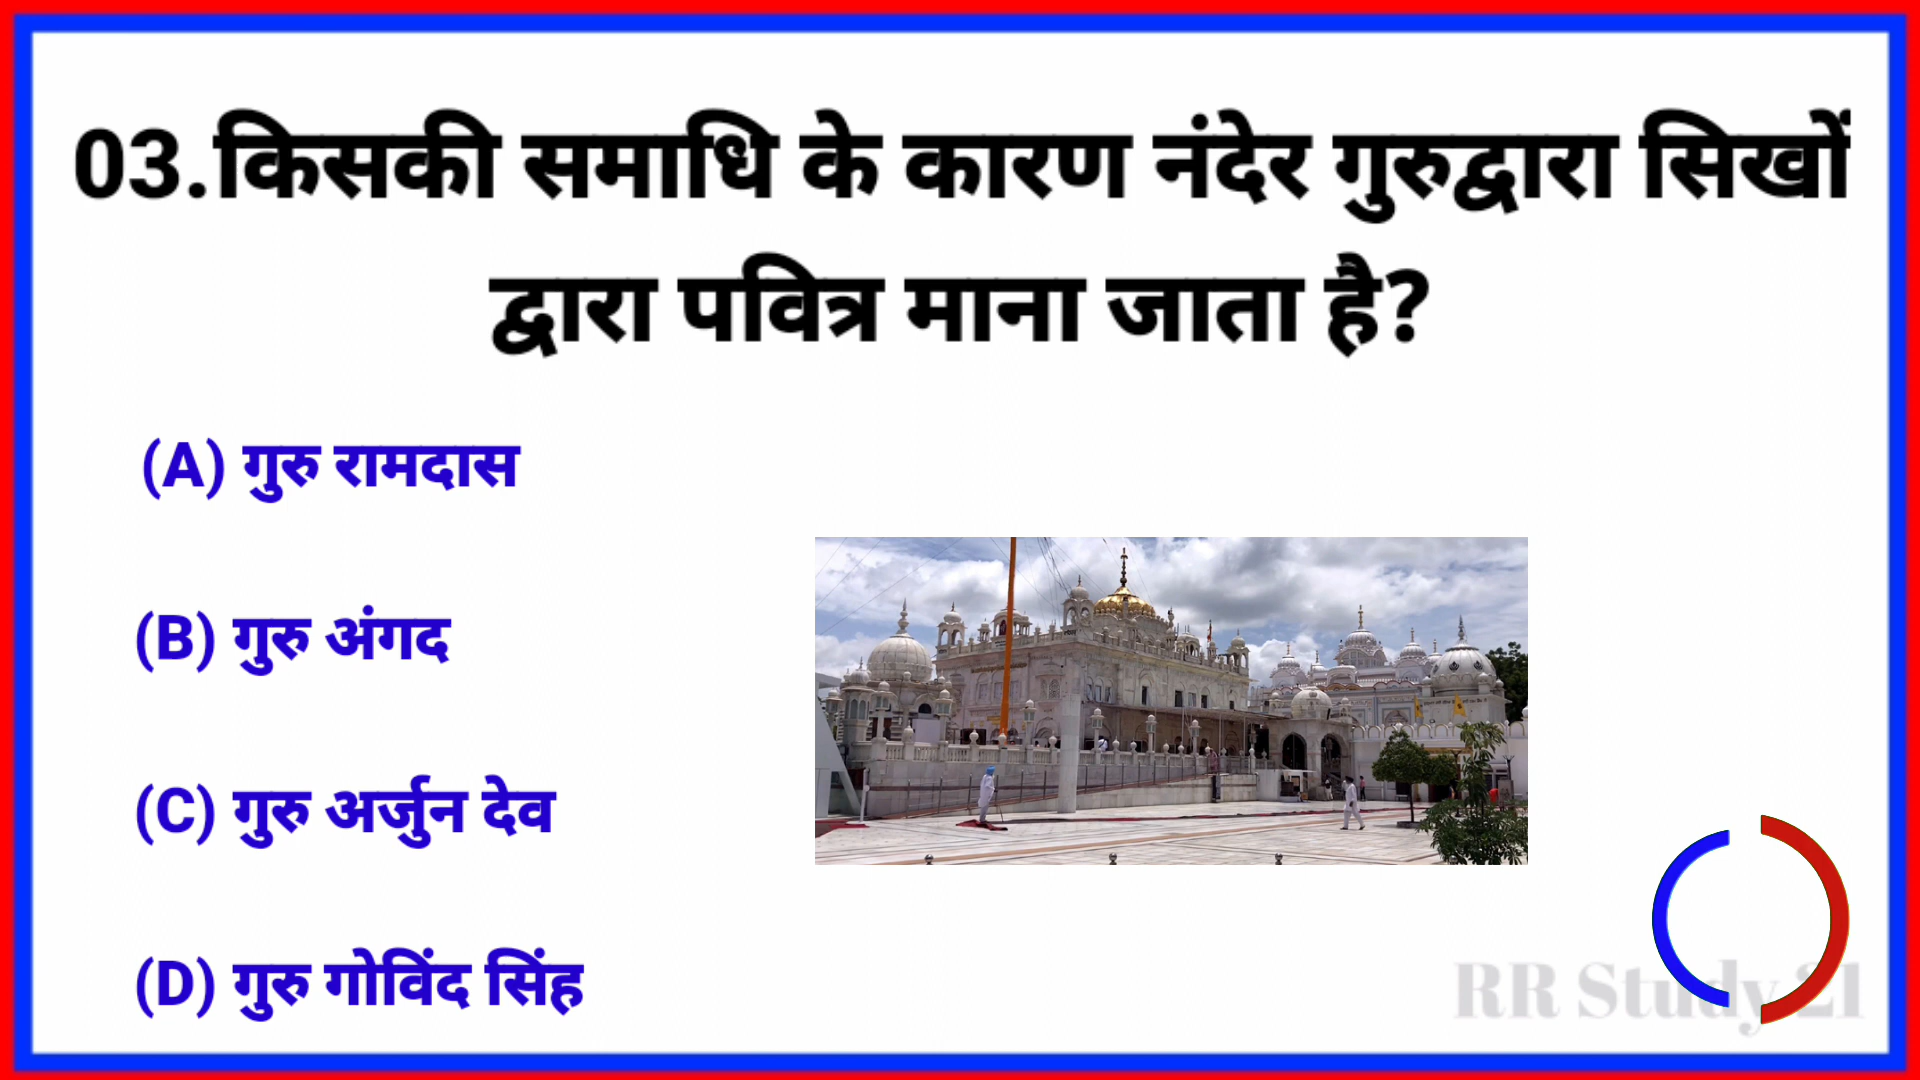 03.किसकी समाधि के कारण नंदेर गुरुद्वारा सिखों
द्वारा पवित्र माना जाता है?
(A) गुरु रामदास
(B) गुरु अंगद
(C) गुरु अर्जुन देव
(D) गुरु गोविंद सिंह
RR Study 21